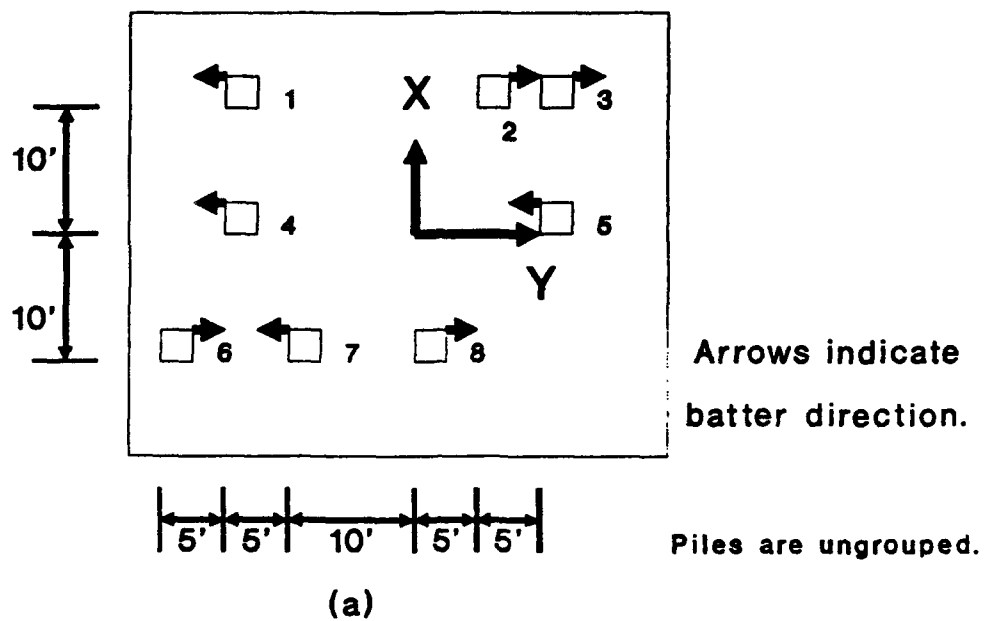 1
X
3
2
10'
4
5
Y
10'
6
7
8
Arrows indicate
batter direction.
5'
5'
10'
5'
5'
Piles are ungrouped.
(a)